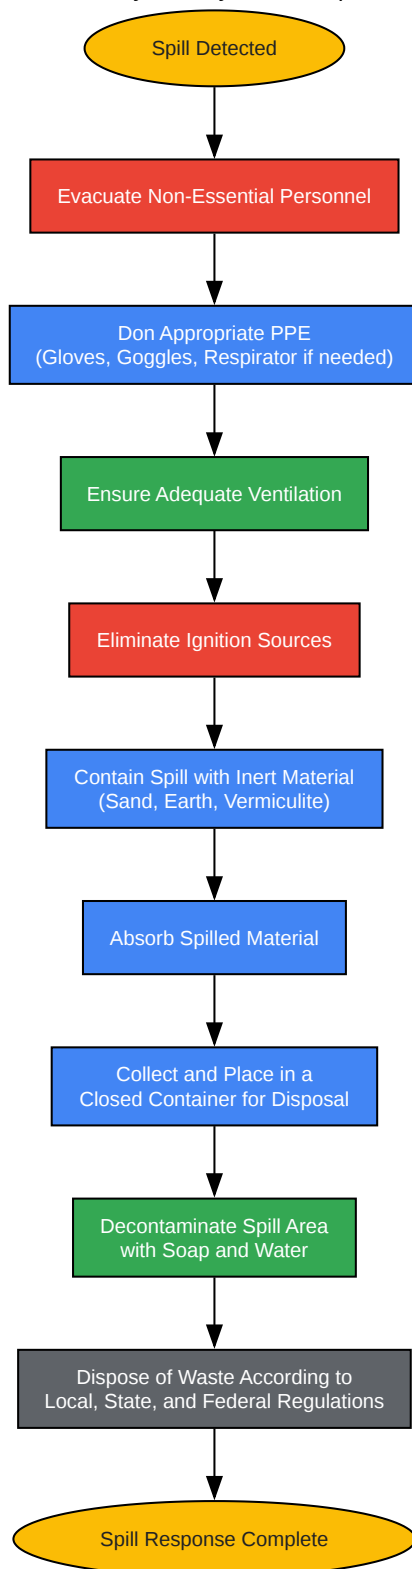 Spill Detected
Evacuate Non-Essential Personnel
Don Appropriate PPE
(Gloves, Goggles, Respirator if needed)
Ensure Adequate Ventilation
Eliminate Ignition Sources
Contain Spill with Inert Material
(Sand, Earth, Vermiculite)
Absorb Spilled Material
Collect and Place in a
Closed Container for Disposal
Decontaminate Spill Area
with Soap and Water
Dispose of Waste According to
Local, State, and Federal Regulations
Spill Response Complete